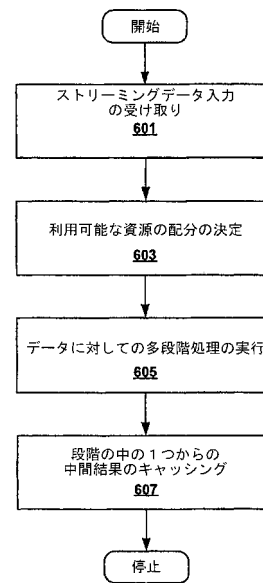 開始
ストリーミングデータ入力
の受け取り
601
利用可能な資源の配分の決定
603
データに対しての多段階処理の実行
605
段階の中の1つからの
中間結果のキャッシング
607
停止